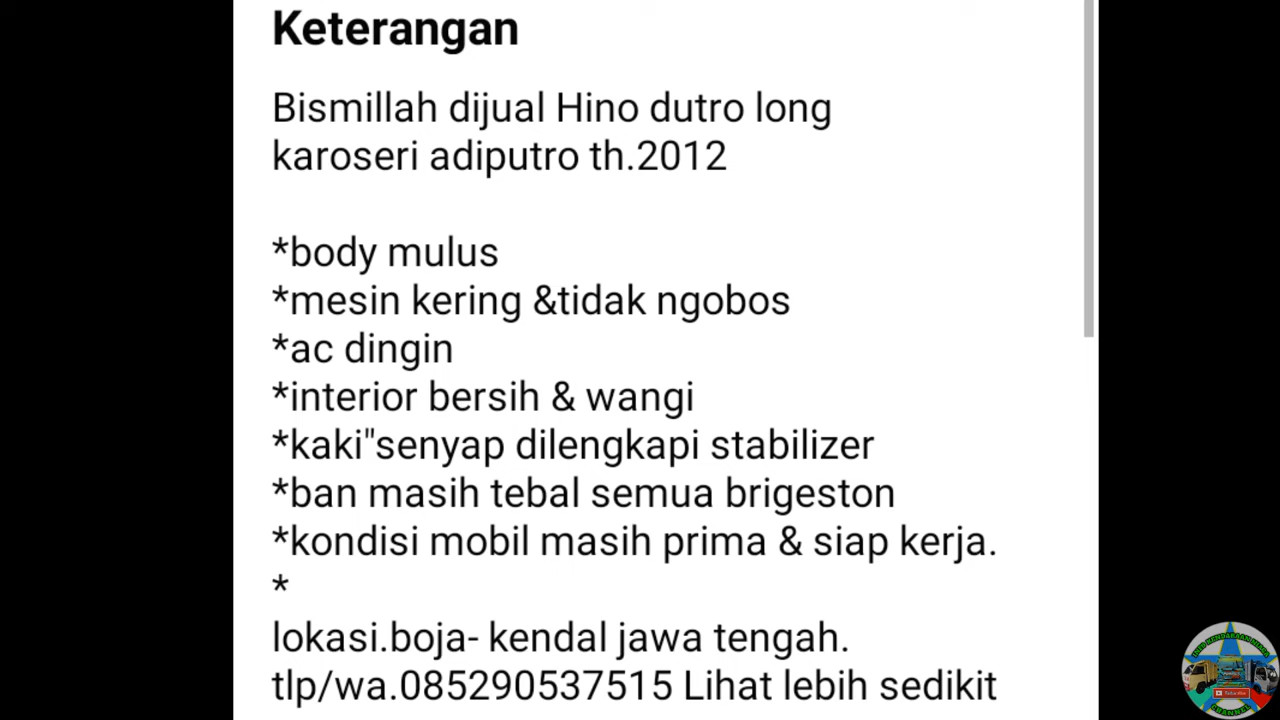 Keterangan
Bismillah dijual Hino dutro long
karoseri adiputro th.2012
*body mulus
*mesin kering &tidak ngobos
*ac dingin
*interior bersih & wangi
*kaki"senyap dilengkapi stabilizer
*ban masih tebal semua brigeston
*kondisi mobil masih prima & siap kerja.
*
lokasi.boja- kendal jawa tengah.
tlp/wa.085290537515 Lihat lebih sedikit
CHANNEL